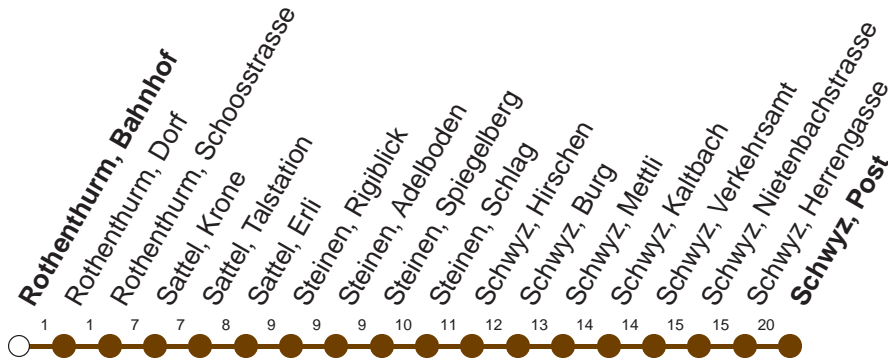 Rothenthurm, Bahnhof
Rothenthurm, Dorf
Rothenthurm, Schoosstrasse
Sattel, Krone
Sattel, Talstation
Sattel, Erli
Steinen, Rigiblick
Steinen, Adelboden
Steinen, Spiegelberg
Steinen, Schlag
Schwyz, Hirschen
Schwyz, Burg
Schwyz, Mettli
Schwyz, Kaltbach
Schwyz, Verkehrsamt
Schwyz, Nietenbachstrasse
Schwyz, Herrengasse
Schwyz, Post
1 1 7 7 8 9 9 9 10 11 12 13 14 14 15 15 20